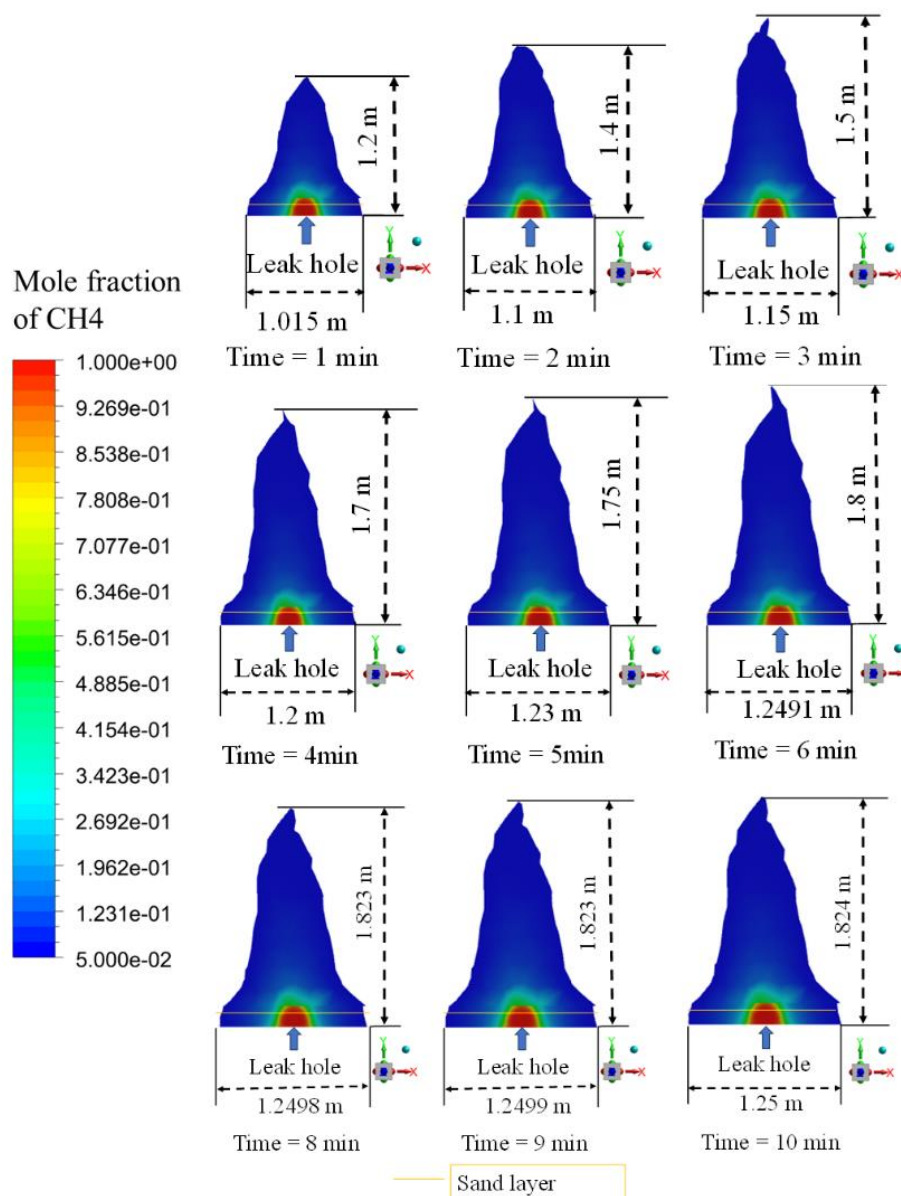 1.2 m
Leak hole
1.015 m
Time = 1 min
Y
X
1.4 m
Leak hole
1.1 m
Time = 2 min
Y
X
1.5 m
Leak hole
1.15 m
Time = 3 min
Y
X
Mole fraction
of CH4
1.000e+00
9.269e-01
8.538e-01
7.808e-01
7.077e-01
6.346e-01
5.615e-01
4.885e-01
4.154e-01
3.423e-01
2.692e-01
1.962e-01
1.231e-01
5.000e-02
1.7 m
Leak hole
1.2 m
Time = 4min
Y
X
1.75 m
Leak hole
1.23 m
Time = 5min
Y
X
1.8 m
Leak hole
1.2491 m
Time = 6 min
Y
X
1.823 m
Leak hole
1.2498 m
Time = 8 min
Y
X
1.823 m
Leak hole
1.2499 m
Time = 9 min
Y
X
1.824 m
Leak hole
1.25 m
Time = 10 min
Y
X
Sand layer